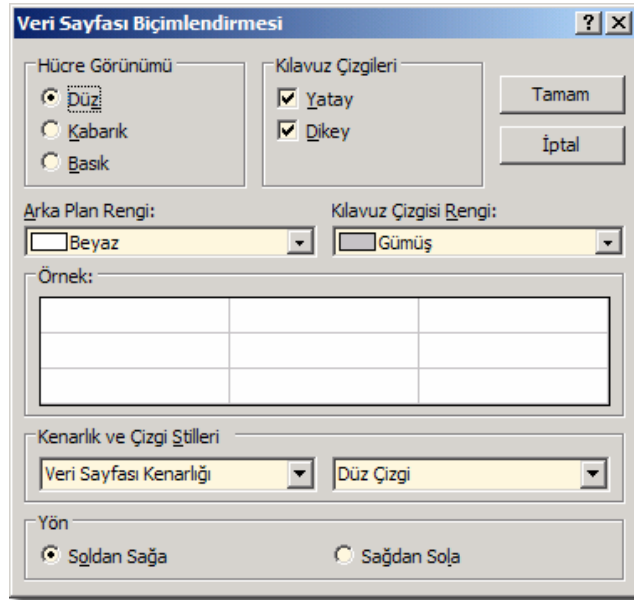 Veri Sayfası Biçimlendirmesi
Hücre Görünümü
Düz
Kabarık
Basık
Kılavuz Çizgileri
Yatay
Dikey
Tamam
İptal
Arka Plan Rengi:
Beyaz
Kılavuz Çizgisi Rengi:
Gümüş
Örnek:
Kenarlık ve Çizgi Stilleri
Veri Sayfası Kenarlığı
Düz Çizgi
Yön
Soldan Sağa
Sağdan Sola